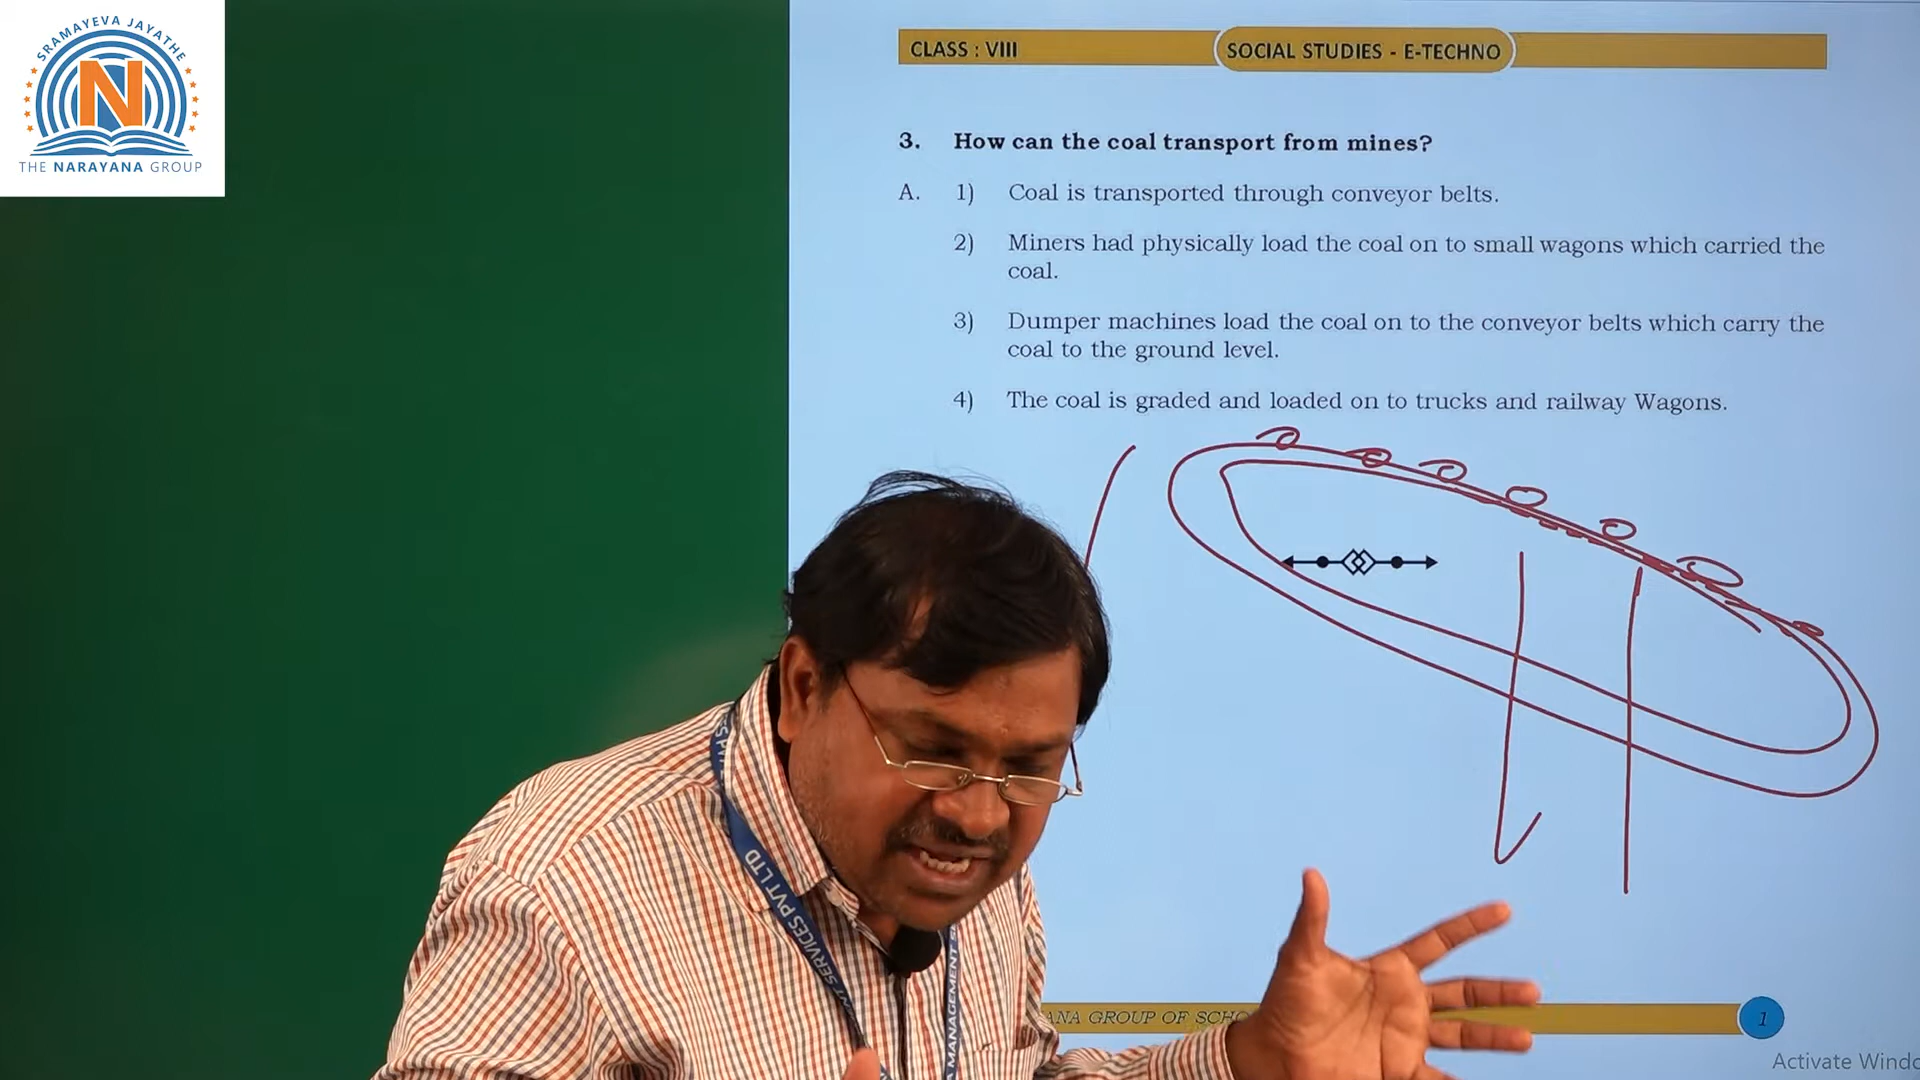 SRAMAYEVA JAYATHE
N
THE NARAYANA GROUP
CLASS : VIII
SOCIAL STUDIES - E-TECHNO
3. How can the coal transport from mines?
A. 1) Coal is transported through conveyor belts.
2) Miners had physically load the coal on to small wagons which carried the
coal.
3) Dumper machines load the coal on to the conveyor belts which carry the
coal to the ground level.
4) The coal is graded and loaded on to trucks and railway Wagons.
SERVICES PVT LTD
MANAGEMENT
GROUP OF
1
Activate